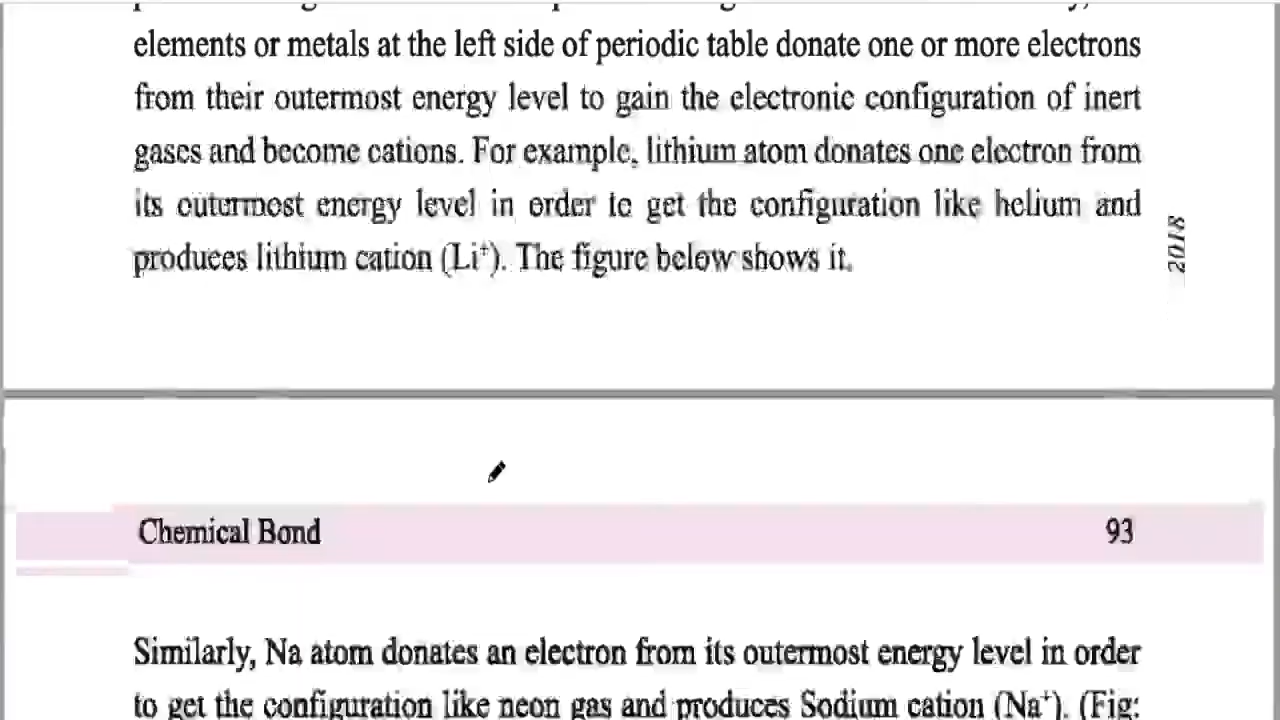 elements or metals at the left side of periodic table donate one or more electrons
from their outermost energy level to gain the electronic configuration of inert
gases and become cations. For example, lithium atom donates one electron from
its outermost energy level in order to get the configuration like helium and
produces lithium cation (Li⁺). The figure below shows it.
2018
Chemical Bond 93
Similarly, Na atom donates an electron from its outermost energy level in order
to get the configuration like neon gas and produces Sodium cation (Na⁺). (Fig: